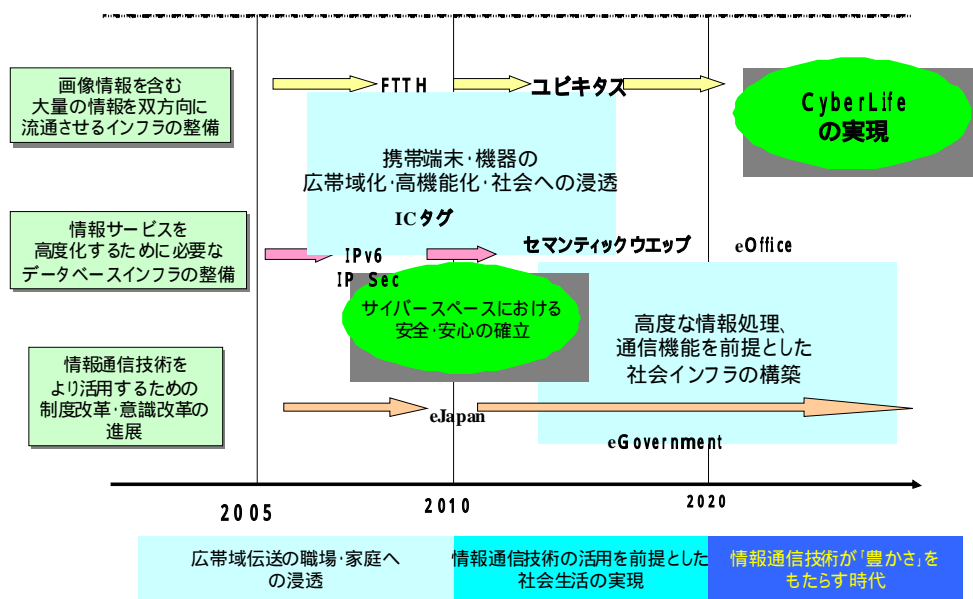 画像情報を含む
大量の情報を双方向に
流通させるインフラの整備
FTTH
ユビキタス
CyberLife
の実現
携帯端末・機器の
広帯域化・高機能化・社会への浸透
ICタグ
情報サービスを
高度化するために必要な
データベースインフラの整備
IPv6
IP Sec
セマンティックウエップ
eOffice
サイバースペースにおける
安全・安心の確立
高度な情報処理、
通信機能を前提とした
社会インフラの構築
情報通信技術を
より活用するための
制度改革・意識改革の
進展
eJapan
eGovernment
2005
2010
2020
広帯域伝送の職場・家庭へ
の浸透
情報通信技術の活用を前提とした
社会生活の実現
情報通信技術が「豊かさ」を
もたらす時代